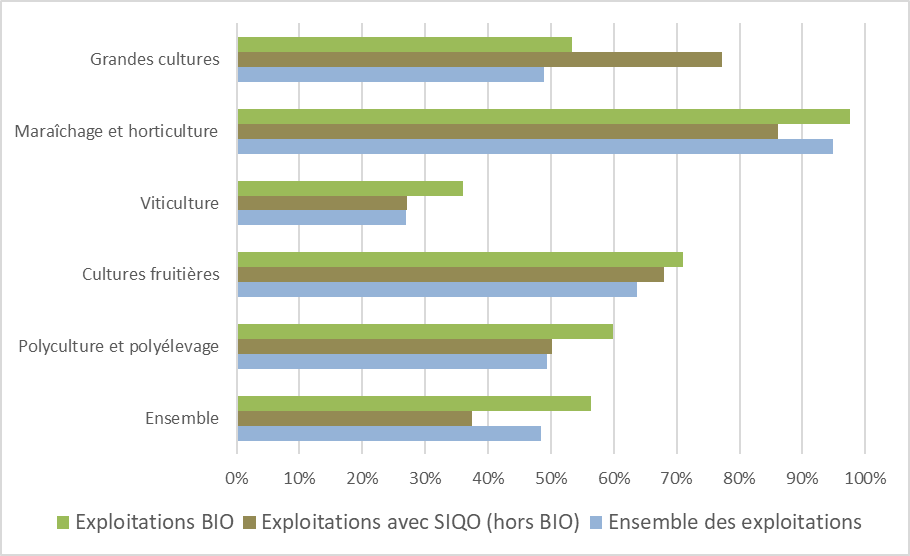 Grandes cultures
Maraîchage et horticulture
Viticulture
Cultures fruitières
Polyculture et polyélevage
Ensemble
0% 10% 20% 30% 40% 50% 60% 70% 80% 90% 100%
Exploitations BIO Exploitations avec SIQO (hors BIO) Ensemble des exploitations